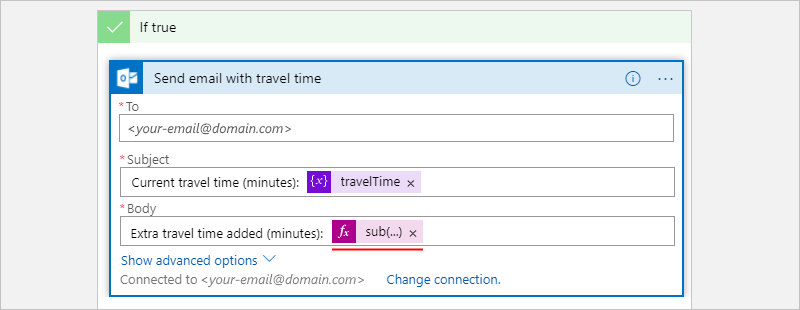 If true
Send email with travel time
* To
<your-email@domain.com>
* Subject
Current travel time (minutes): {x} travelTime ×
* Body
Extra travel time added (minutes): fx sub(...) ×
Show advanced options
Connected to <your-email@domain.com> Change connection.